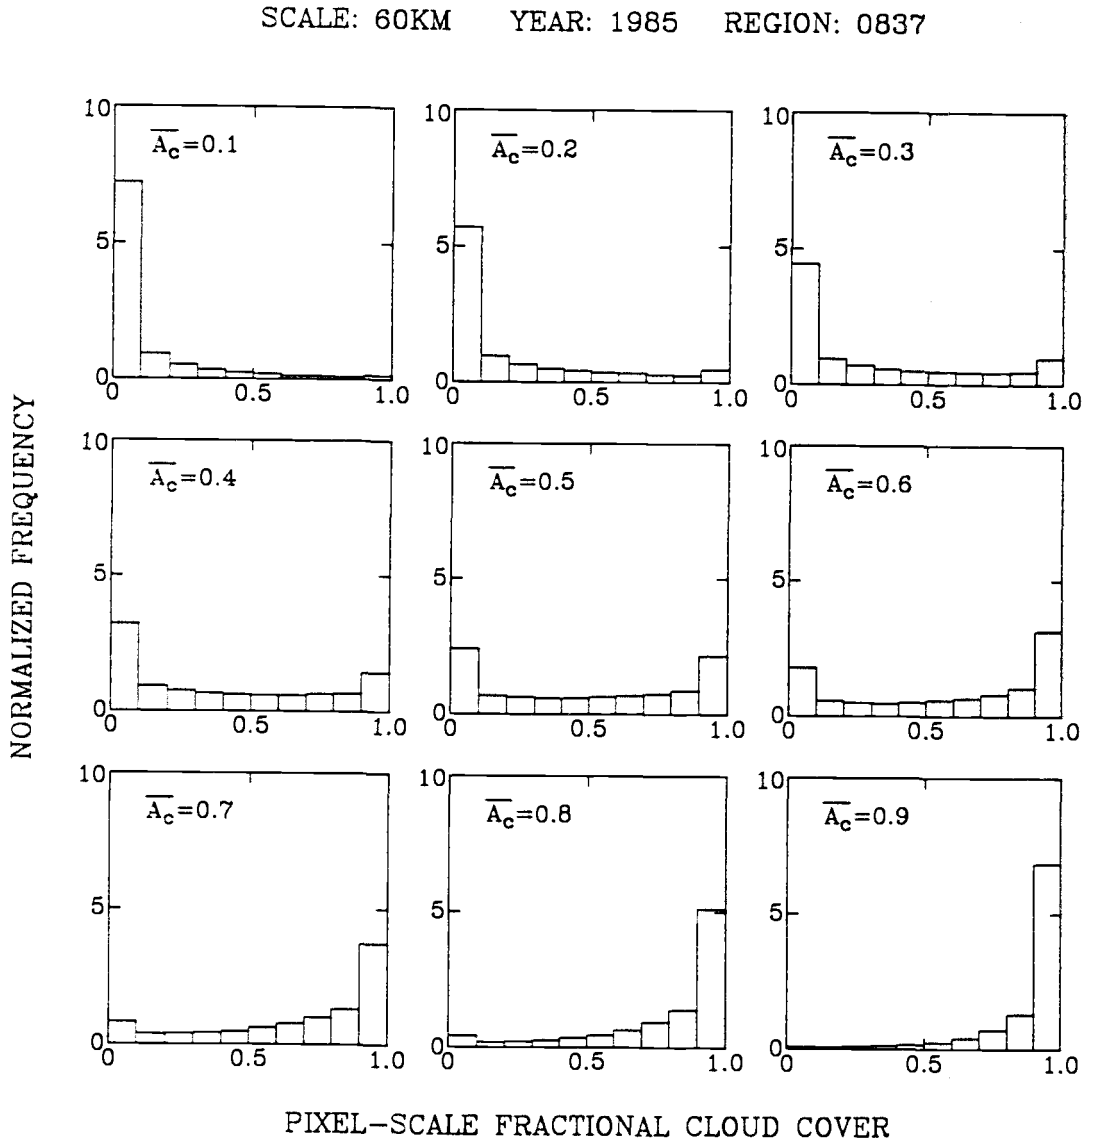 SCALE: 60KM YEAR: 1985 REGION: 0837
10 10 10
Ac=0.1 Ac=0.2 Ac=0.3
5 5 5
0 0 0
0 0.5 1.0 0 0.5 1.0 0 0.5 1.0
NORMALIZED FREQUENCY
10 10 10
Ac=0.4 Ac=0.5 Ac=0.6
5 5 5
0 0 0
0 0.5 1.0 0 0.5 1.0 0 0.5 1.0
10 10 10
Ac=0.7 Ac=0.8 Ac=0.9
5 5 5
0 0 0
0 0.5 1.0 0 0.5 1.0 0 0.5 1.0
PIXEL-SCALE FRACTIONAL CLOUD COVER